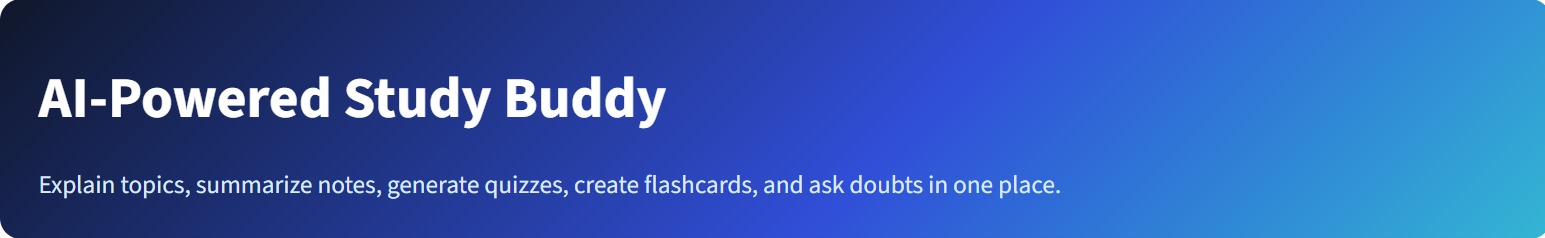 AI-Powered Study Buddy
Explain topics, summarize notes, generate quizzes, create flashcards, and ask doubts in one place.